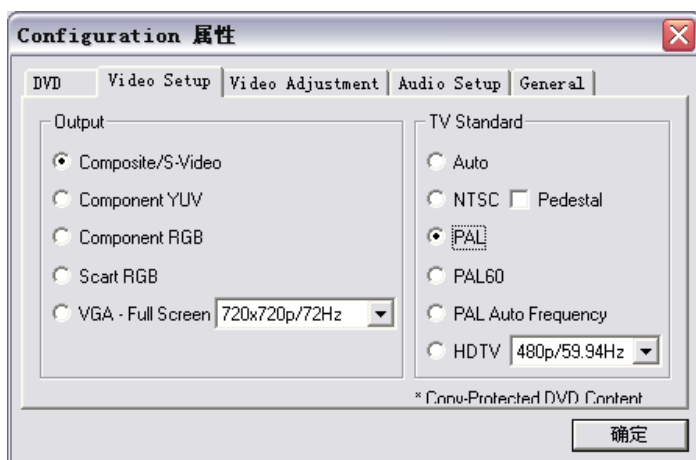 Configuration 属性
DVD Video Setup Video Adjustment Audio Setup General
Output
Composite/S-Video
Component YUV
Component RGB
Scart RGB
VGA - Full Screen 720x720p/72Hz
TV Standard
Auto
NTSC Pedestal
PAL
PAL60
PAL Auto Frequency
HDTV 480p/59.94Hz
* Copy-Protected DVD Content
确定